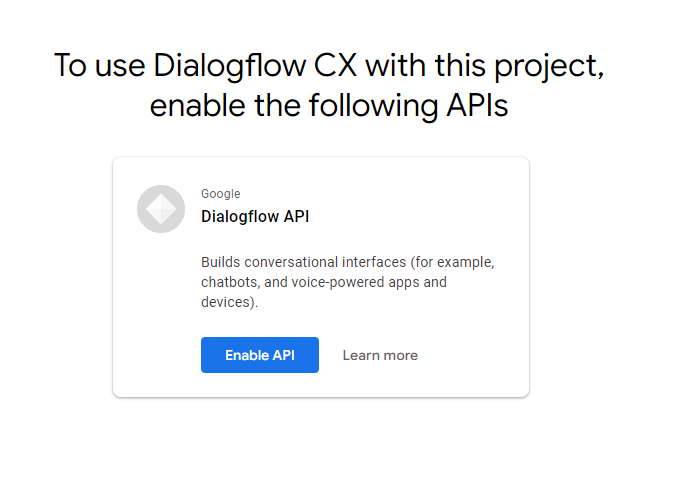 To use Dialogflow CX with this project,
enable the following APIs
Google
Dialogflow API
Builds conversational interfaces (for example,
chatbots, and voice-powered apps and
devices).
Enable API
Learn more